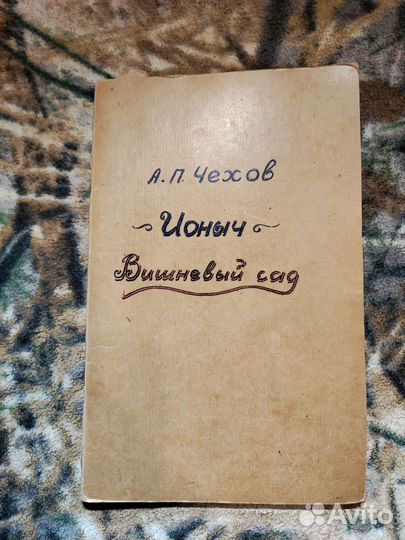 А.П. Чехов
~ Ионыч ~
Вишневый сад
Avito